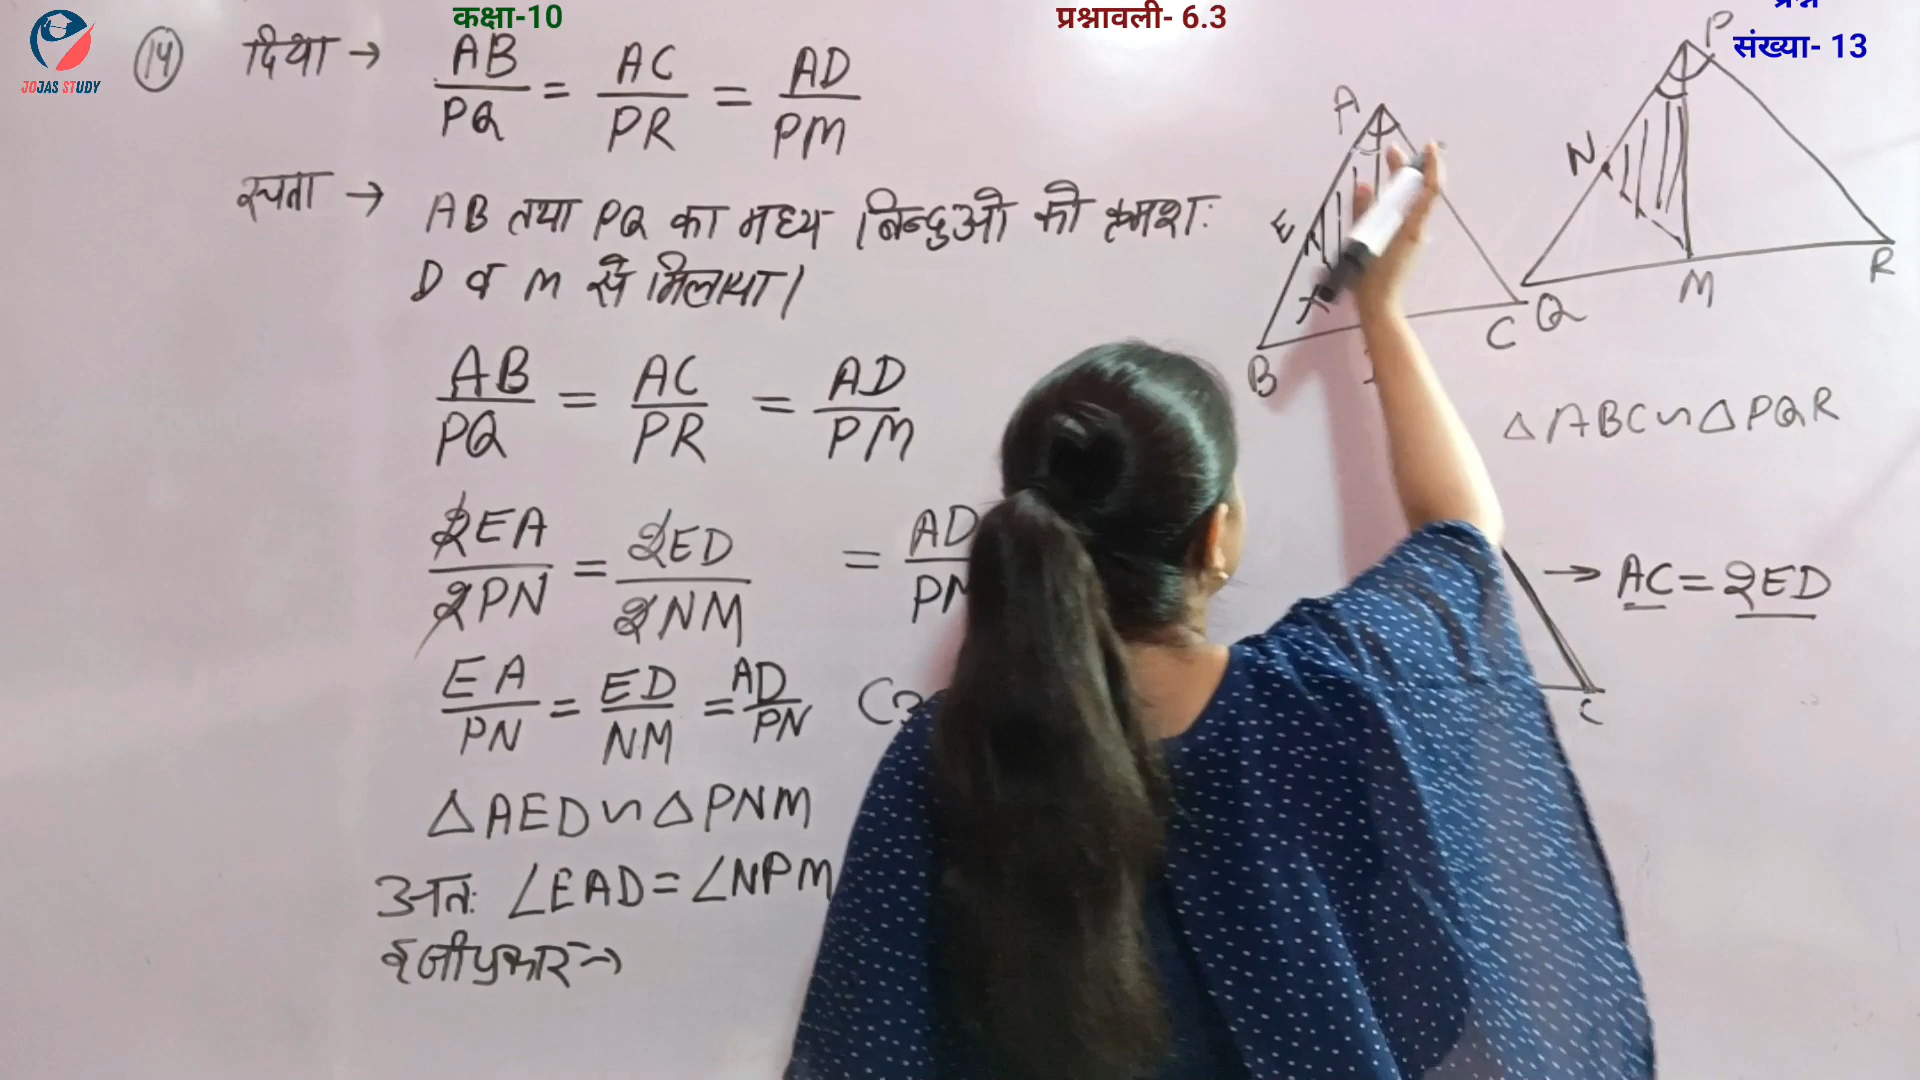 JOJAS STUDY
कक्षा-10
प्रश्नावली- 6.3
संख्या- 13
(14) दिया → AB/PQ = AC/PR = AD/PM
रचना → AB तथा PQ का मध्य बिन्दुओ को क्रमशः
D व M से मिलाया।
AB/PQ = AC/PR = AD/PM
2EA/2PN = 2ED/2NM = AD
EA/PN = ED/NM = AD/PN
△AED ∽ △PNM
अतः ∠EAD = ∠NPM
इसीप्रकार →
A
E
B
C
P
N
Q
M
R
△ABC ∽ △PQR
→ AC = 2ED
C